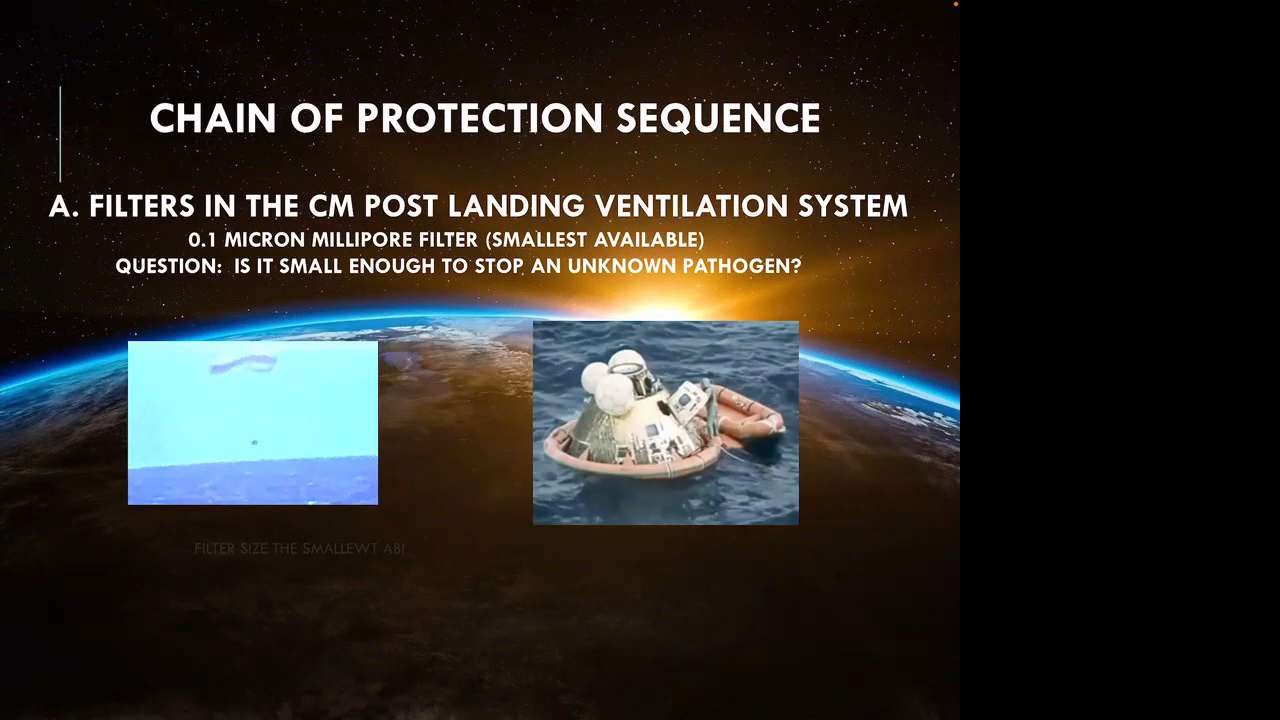 CHAIN OF PROTECTION SEQUENCE
A. FILTERS IN THE CM POST LANDING VENTILATION SYSTEM
0.1 MICRON MILLIPORE FILTER (SMALLEST AVAILABLE)
QUESTION: IS IT SMALL ENOUGH TO STOP AN UNKNOWN PATHOGEN?
FILTER SIZE THE SMALLEWT ABI